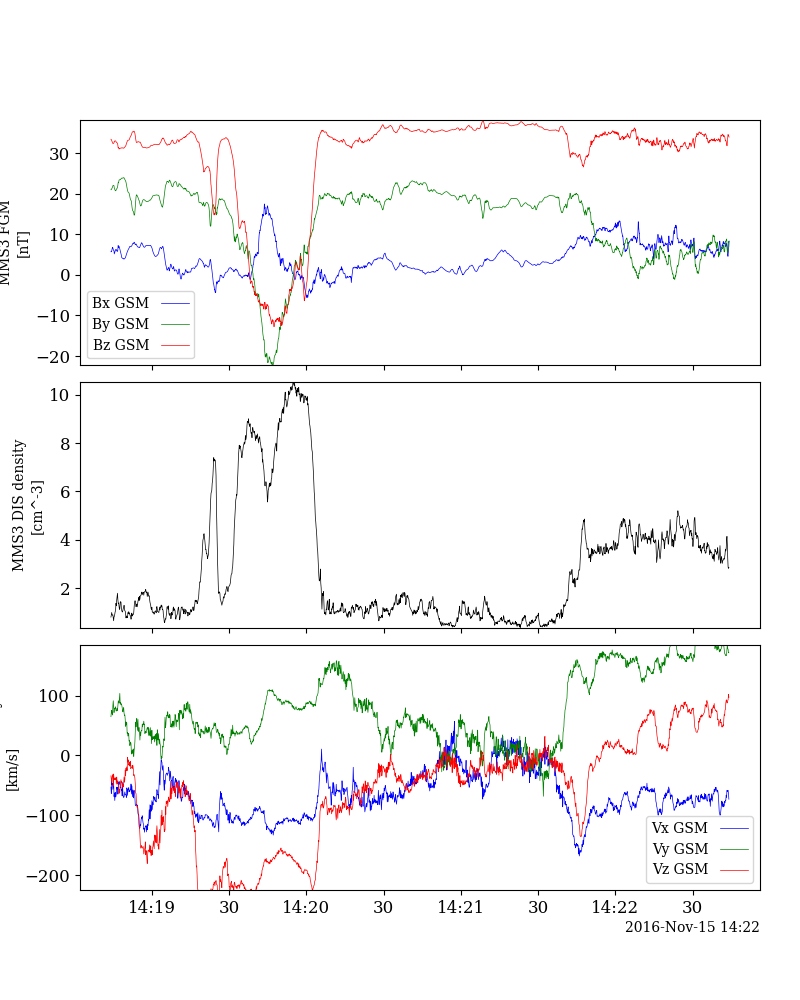 30
20
10
0
−10
−20
MMS3 FGM
[nT]
Bx GSM
By GSM
Bz GSM
10
8
6
4
2
MMS3 DIS density
[cm^-3]
100
0
−100
−200
[km/s]
Vx GSM
Vy GSM
Vz GSM
14:19 30 14:20 30 14:21 30 14:22 30
2016-Nov-15 14:22